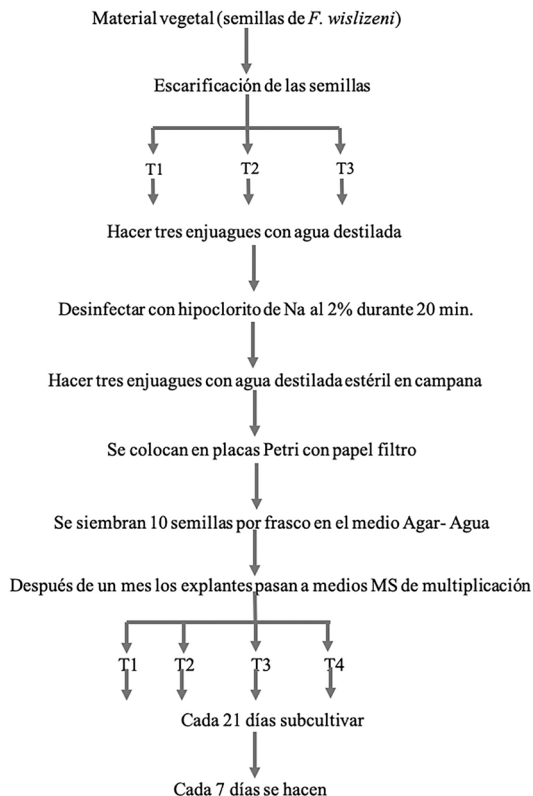 Material vegetal (semillas de F. wislizeni)
Escarificación de las semillas
T1 T2 T3
Hacer tres enjuagues con agua destilada
Desinfectar con hipoclorito de Na al 2% durante 20 min.
Hacer tres enjuagues con agua destilada estéril en campana
Se colocan en placas Petri con papel filtro
Se siembran 10 semillas por frasco en el medio Agar- Agua
Después de un mes los explantes pasan a medios MS de multiplicación
T1 T2 T3 T4
Cada 21 días subcultivar
Cada 7 días se hacen